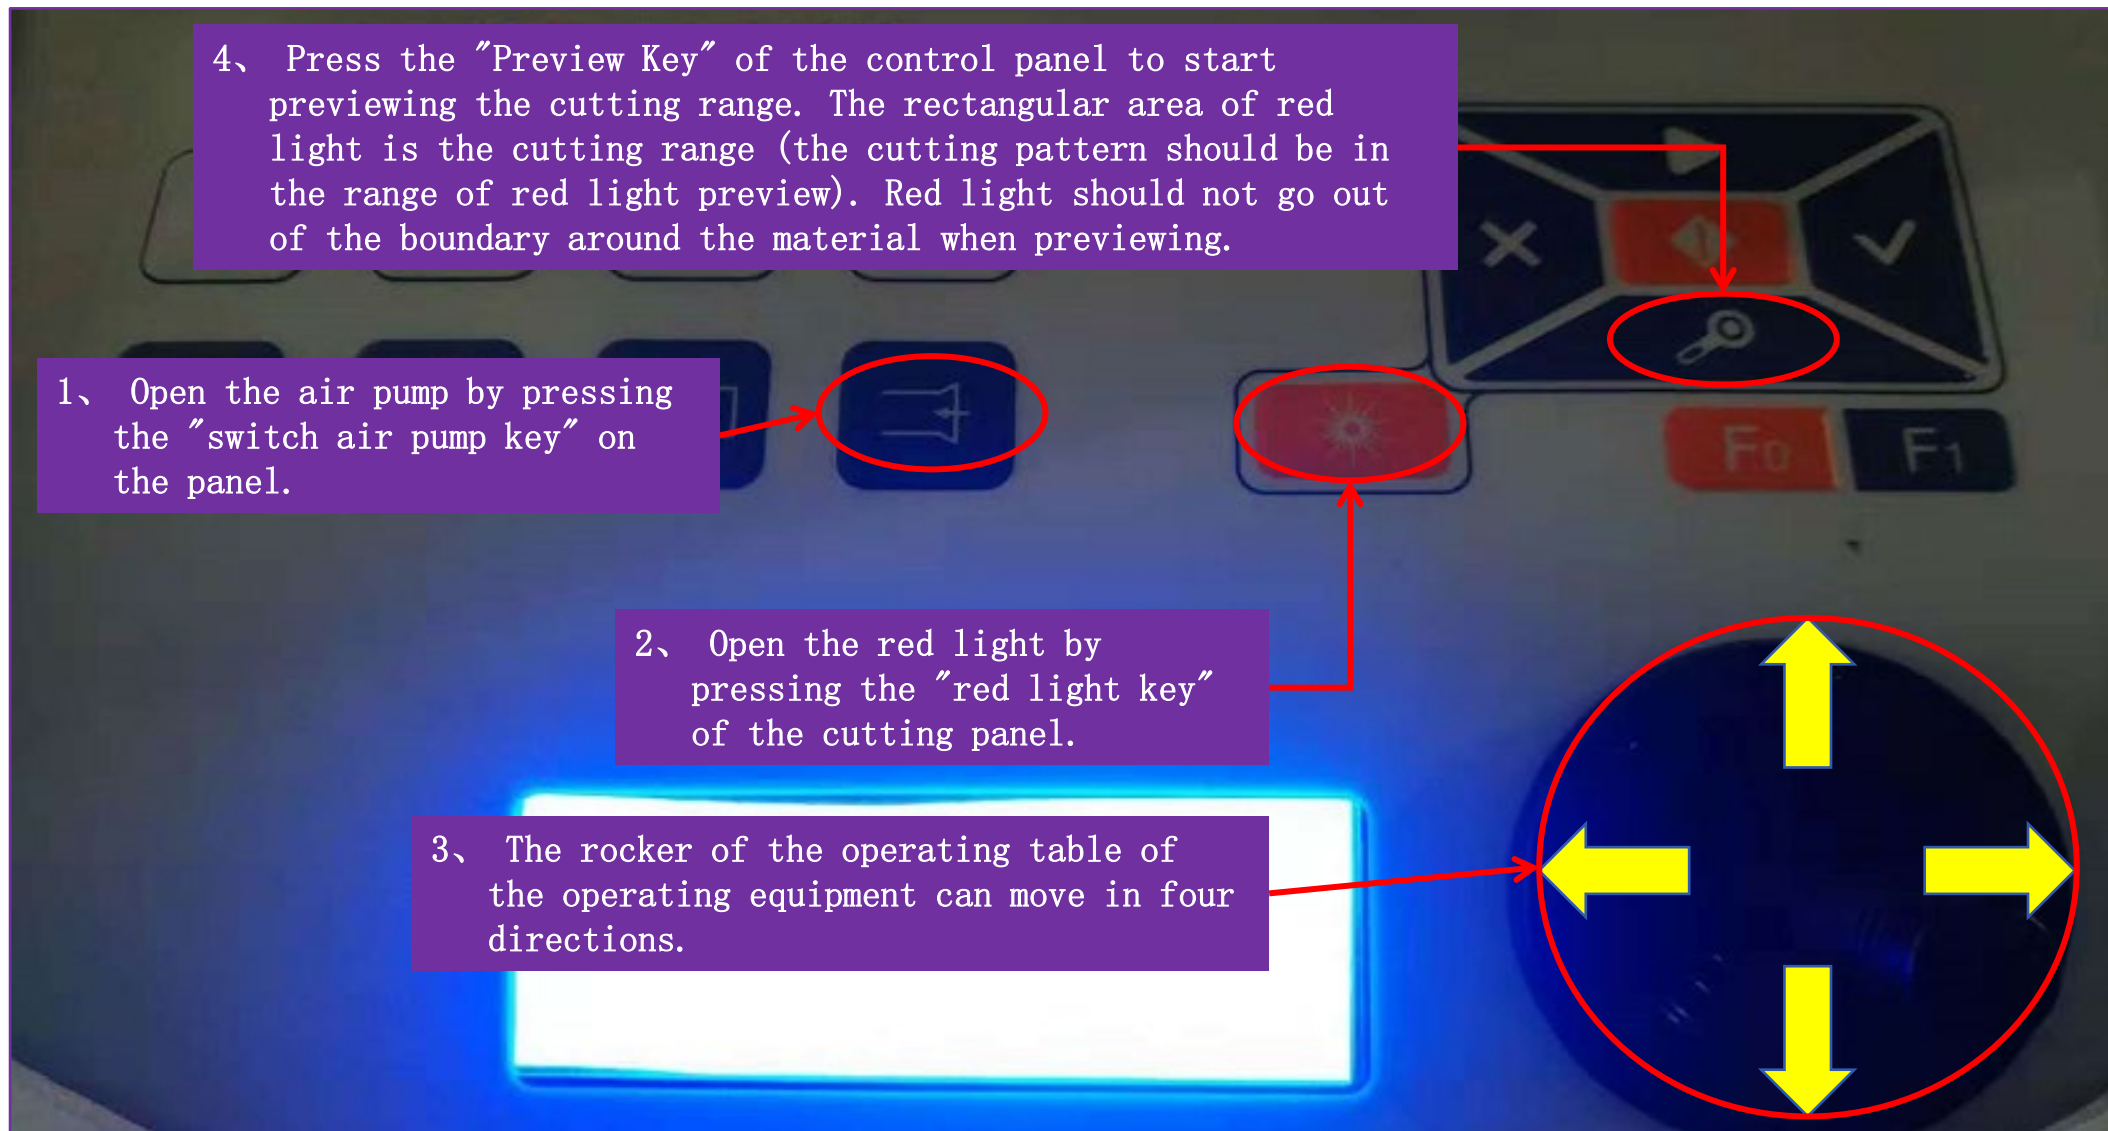 4、 Press the "Preview Key" of the control panel to start
previewing the cutting range. The rectangular area of red
light is the cutting range (the cutting pattern should be in
the range of red light preview). Red light should not go out
of the boundary around the material when previewing.
1、 Open the air pump by pressing
the "switch air pump key" on
the panel.
F0 F1
2、 Open the red light by
pressing the "red light key"
of the cutting panel.
3、 The rocker of the operating table of
the operating equipment can move in four
directions.